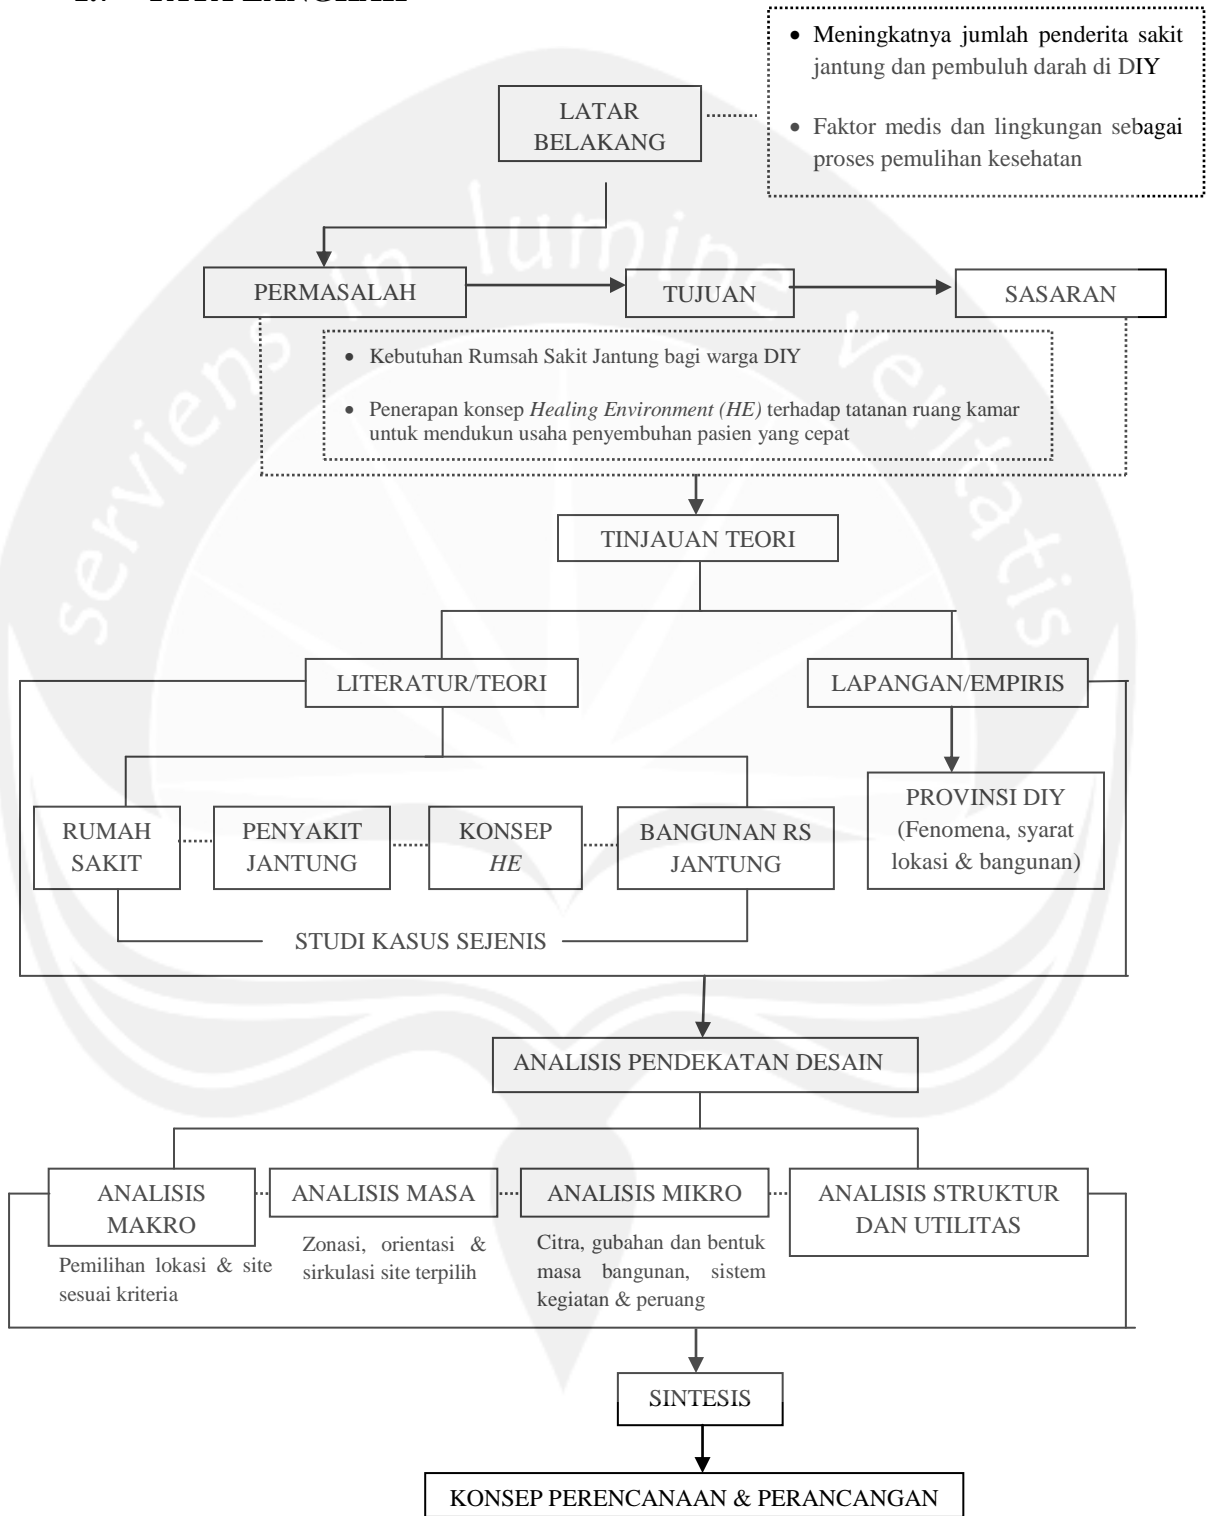 • Meningkatnya jumlah penderita sakit
jantung dan pembuluh darah di DIY
• Faktor medis dan lingkungan sebagai
proses pemulihan kesehatan
LATAR
BELAKANG
PERMASALAH
TUJUAN
SASARAN
• Kebutuhan Rumsah Sakit Jantung bagi warga DIY
• Penerapan konsep Healing Environment (HE) terhadap tatanan ruang kamar
untuk mendukun usaha penyembuhan pasien yang cepat
TINJAUAN TEORI
LITERATUR/TEORI
LAPANGAN/EMPIRIS
RUMAH
SAKIT
PENYAKIT
JANTUNG
KONSEP
HE
BANGUNAN RS
JANTUNG
PROVINSI DIY
(Fenomena, syarat
lokasi & bangunan)
STUDI KASUS SEJENIS
ANALISIS PENDEKATAN DESAIN
ANALISIS
MAKRO
Pemilihan lokasi & site
sesuai kriteria
ANALISIS MASA
Zonasi, orientasi &
sirkulasi site terpilih
ANALISIS MIKRO
Citra, gubahan dan bentuk
masa bangunan, sistem
kegiatan & peruang
ANALISIS STRUKTUR
DAN UTILITAS
SINTESIS
KONSEP PERENCANAAN & PERANCANGAN
serviens in lumine veritatis